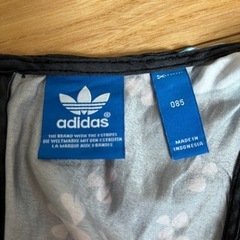 adidas
THE BRAND WITH THE 3 STRIPES
DIE WELTMARKE MIT DEN 3 STREIFEN
LA MARQUE AUX 3 BANDES
085
MADE IN
INDONESIA